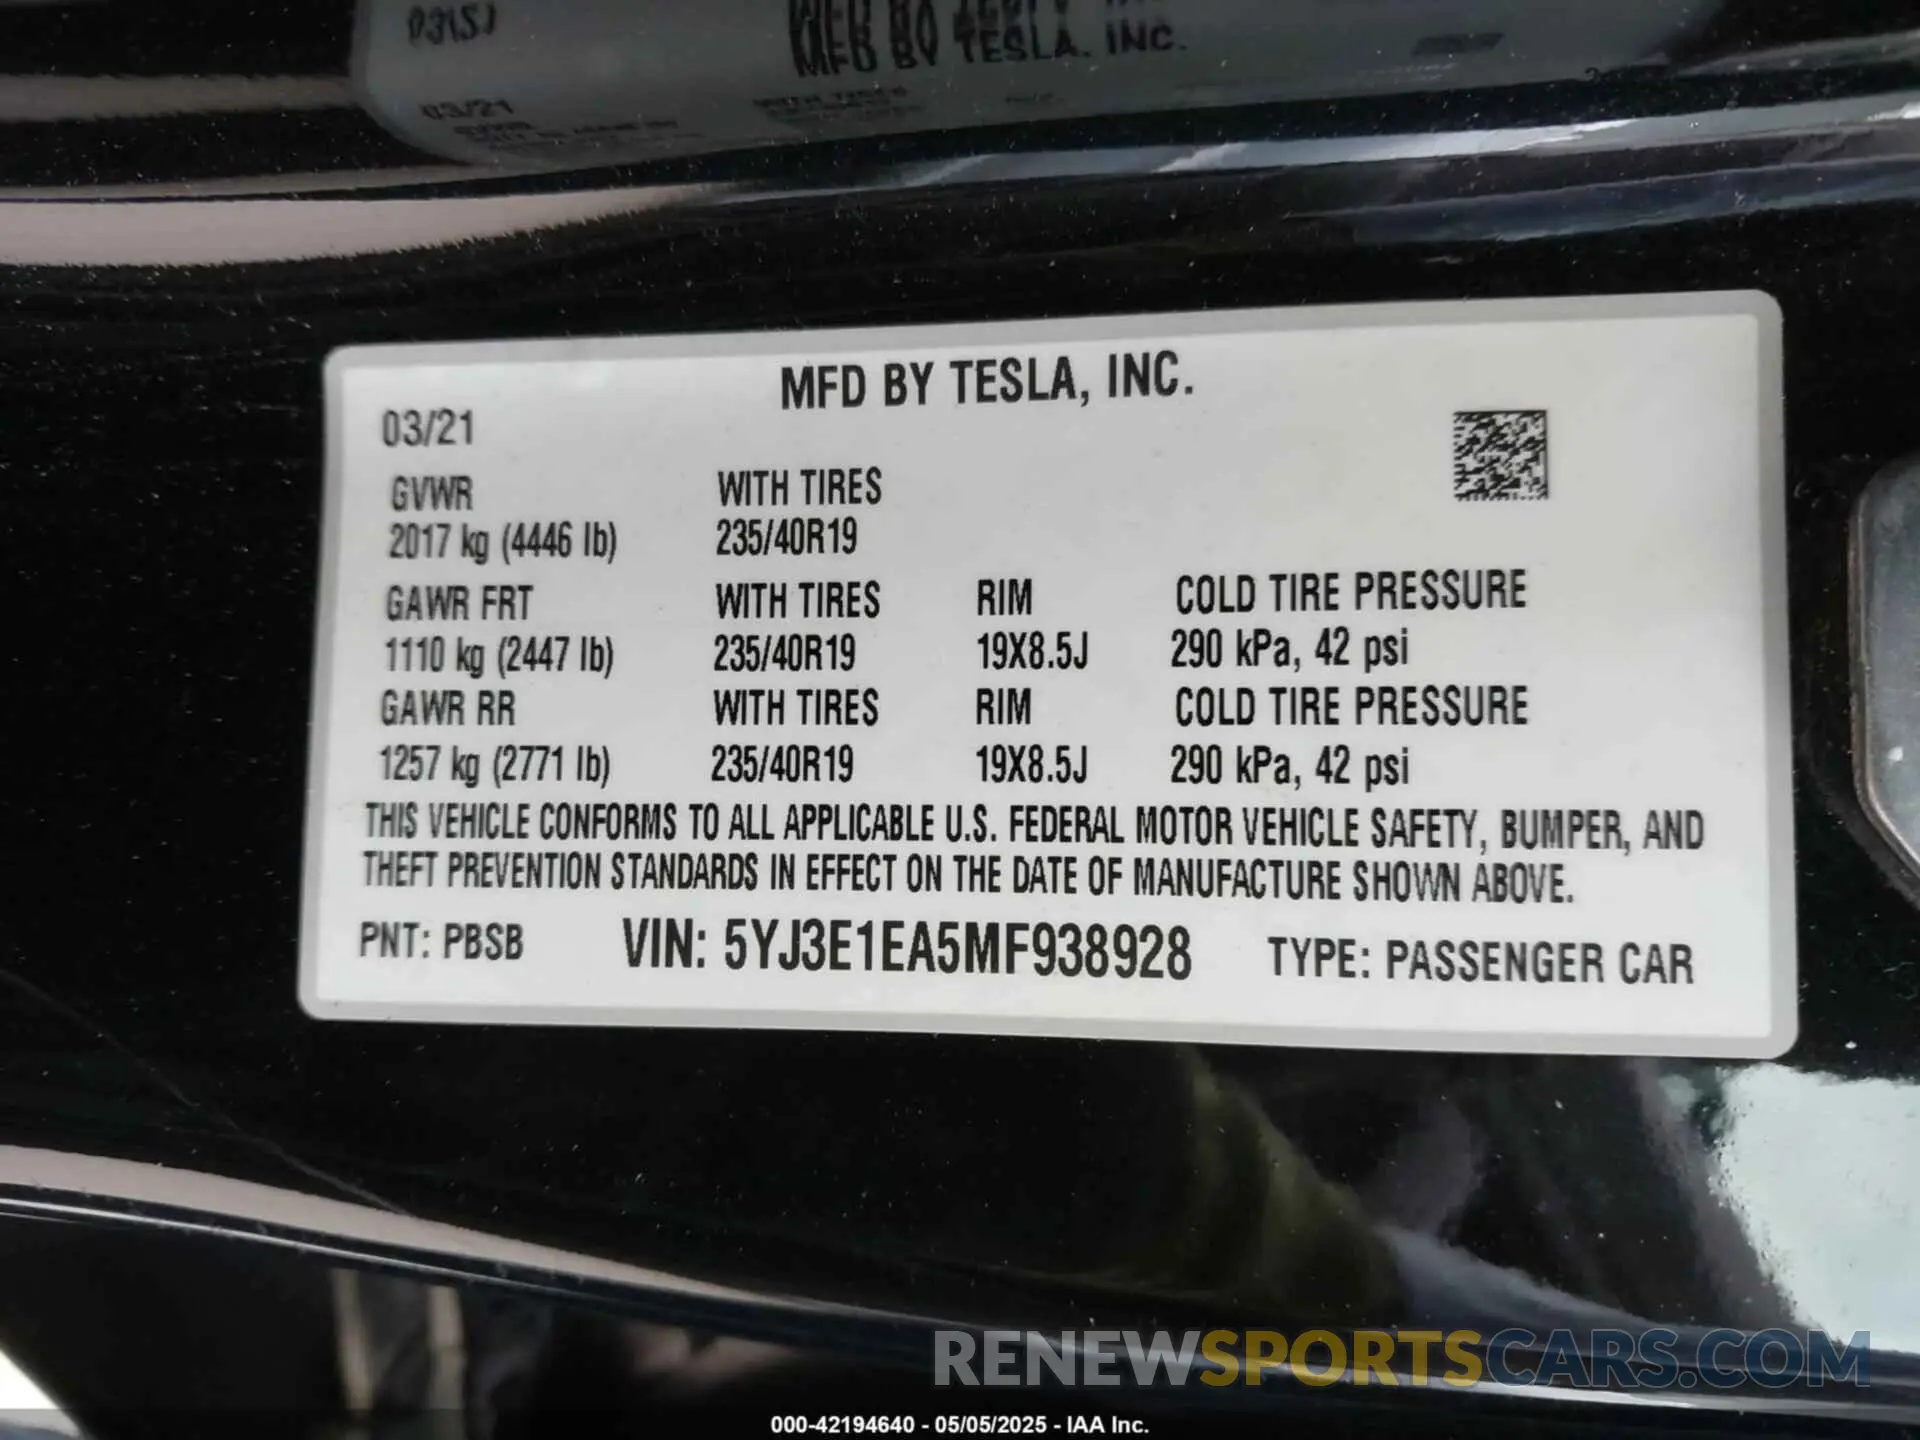 MFD BY TESLA, INC.
03/21
MFD BY TESLA, INC.
03/21
GVWR WITH TIRES
2017 kg (4446 lb) 235/40R19
GAWR FRT WITH TIRES RIM COLD TIRE PRESSURE
1110 kg (2447 lb) 235/40R19 19X8.5J 290 kPa, 42 psi
GAWR RR WITH TIRES RIM COLD TIRE PRESSURE
1257 kg (2771 lb) 235/40R19 19X8.5J 290 kPa, 42 psi
THIS VEHICLE CONFORMS TO ALL APPLICABLE U.S. FEDERAL MOTOR VEHICLE SAFETY, BUMPER, AND
THEFT PREVENTION STANDARDS IN EFFECT ON THE DATE OF MANUFACTURE SHOWN ABOVE.
PNT: PBSB VIN: 5YJ3E1EA5MF938928 TYPE: PASSENGER CAR
RENEWSPORTSCARS.COM
000-42194640 - 05/05/2025 - IAA Inc.